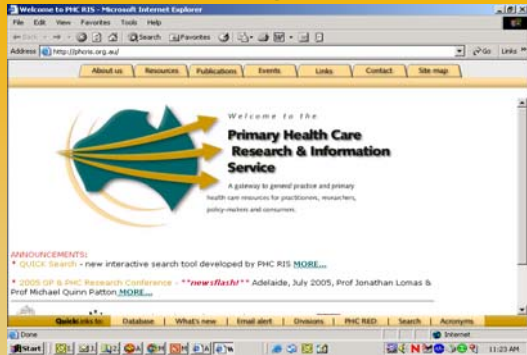 Welcome to PHC RIS - Microsoft Internet Explorer
File Edit View Favorites Tools Help
Search Favorites
Address http://phcris.org.au/ Go Links »
About us Resources Publications Events Links Contact Site map
Welcome to the
Primary Health Care
Research & Information
Service
A gateway to general practice and primary
health care resources for practitioners, researchers,
policy-makers and consumers.
ANNOUNCEMENTS:
* QUICK Search - new interactive search tool developed by PHC RIS MORE...
* 2005 GP & PHC Research Conference - **newsflash!** Adelaide, July 2005, Prof Jonathan Lomas &
Prof Michael Quinn Patton MORE...
QuickLinks to: Database | What's new | Email alert | Divisions | PHC RED | Search | Acronyms
Done Internet
Start 11:23 AM